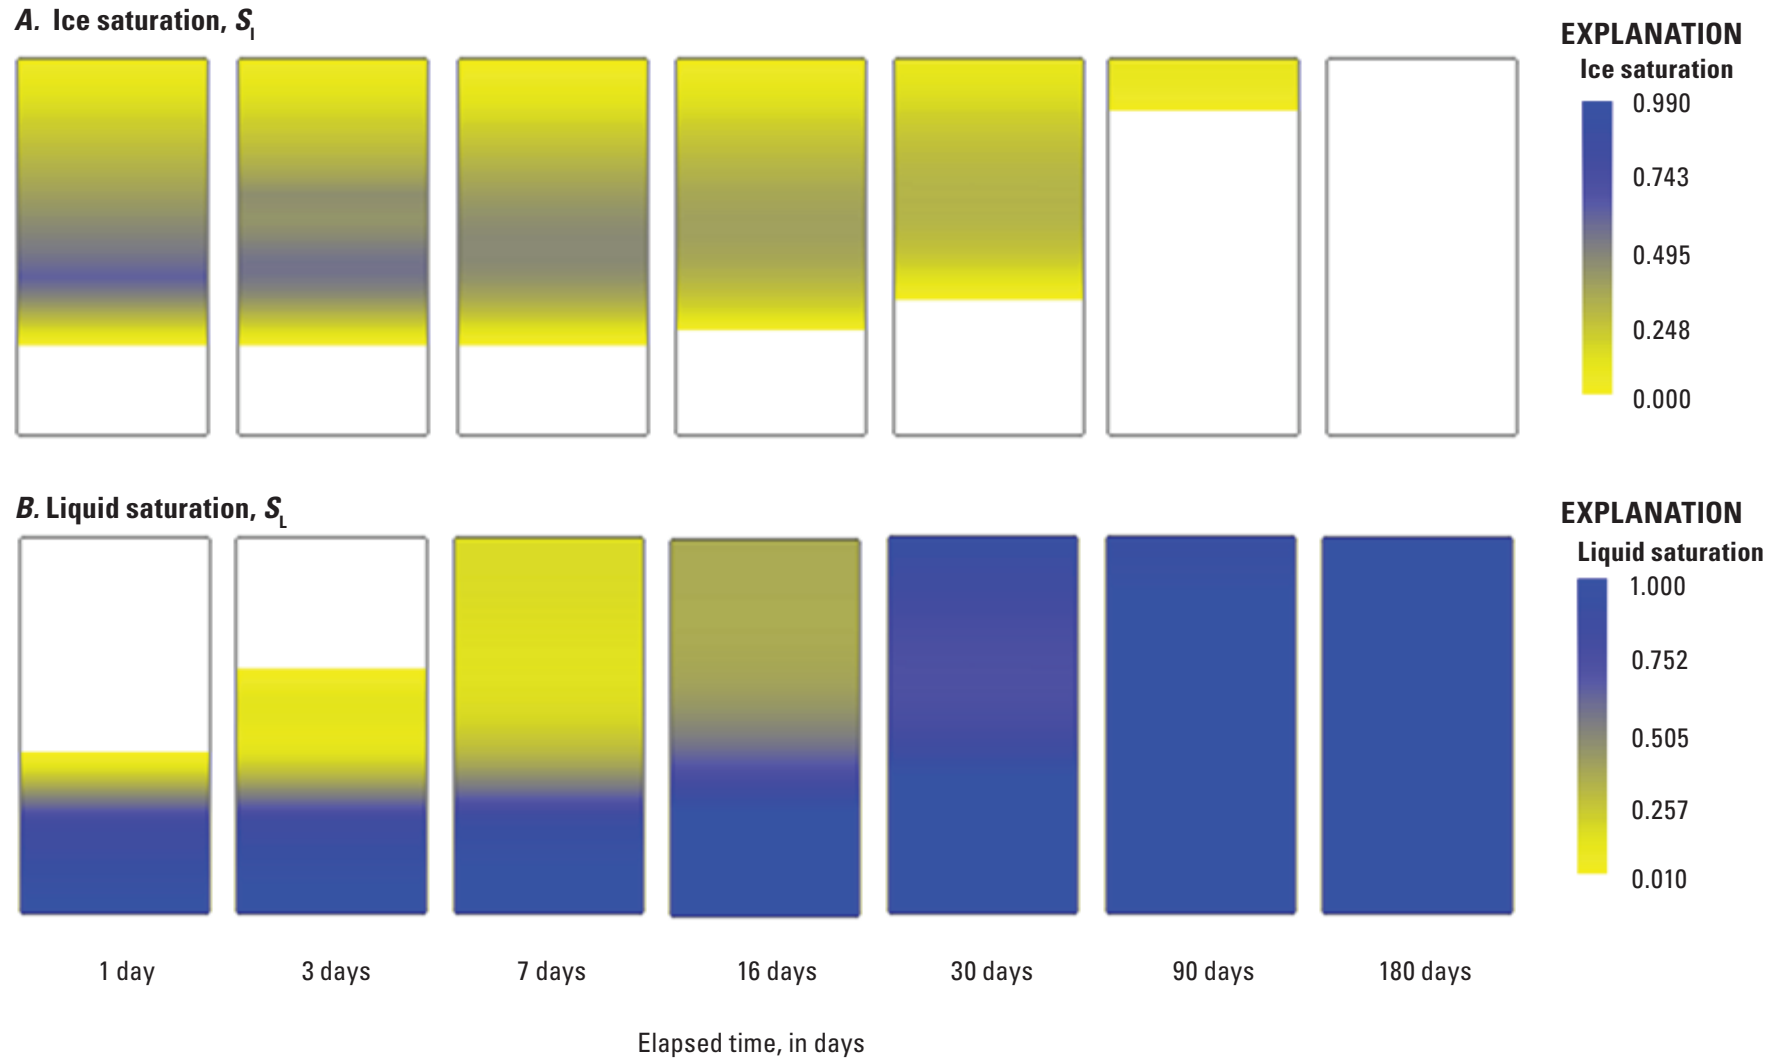 A. Ice saturation, SI
EXPLANATION
Ice saturation
0.990
0.743
0.495
0.248
0.000
B. Liquid saturation, SL
EXPLANATION
Liquid saturation
1.000
0.752
0.505
0.257
0.010
1 day 3 days 7 days 16 days 30 days 90 days 180 days
Elapsed time, in days